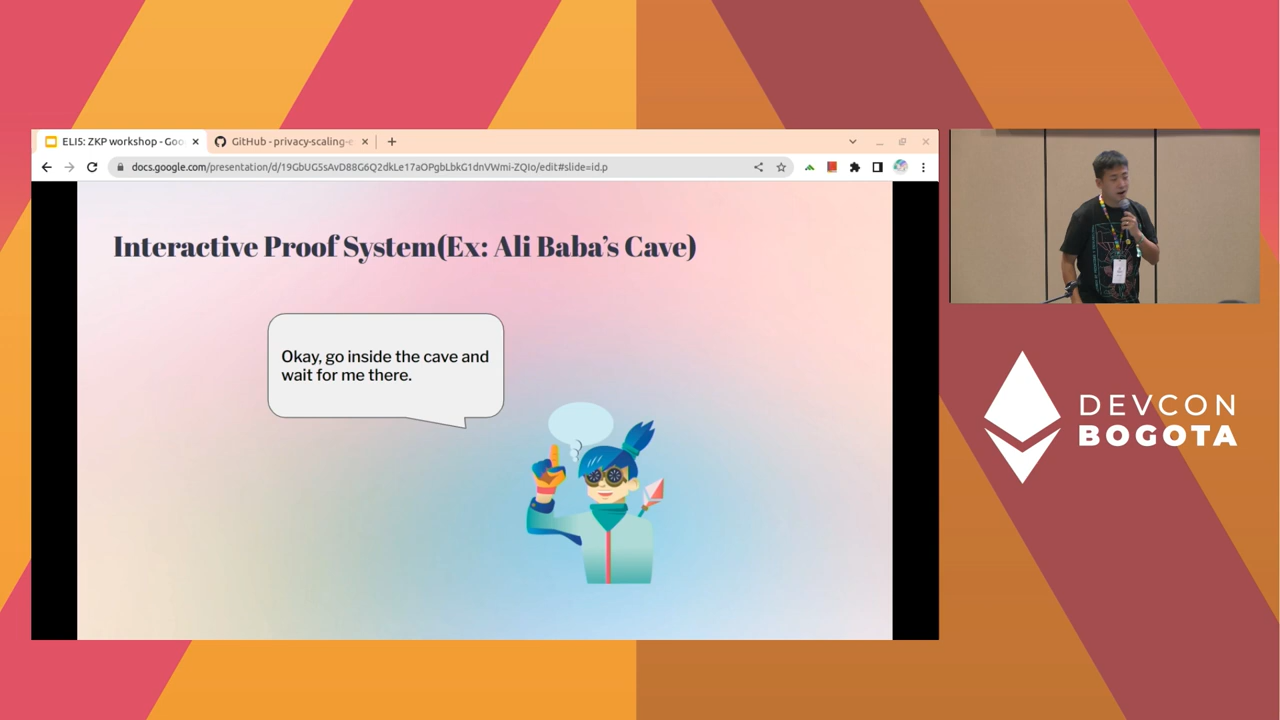 ELI5: ZKP workshop - Goo
GitHub - privacy-scaling-e
docs.google.com/presentation/d/19GbUG5sAvD88G6Q2dkLe17aOPgbLbkG1dnVWmi-ZQIo/edit#slide=id.p
Interactive Proof System(Ex: Ali Baba's Cave)
Okay, go inside the cave and
wait for me there.
DEVCON
BOGOTA